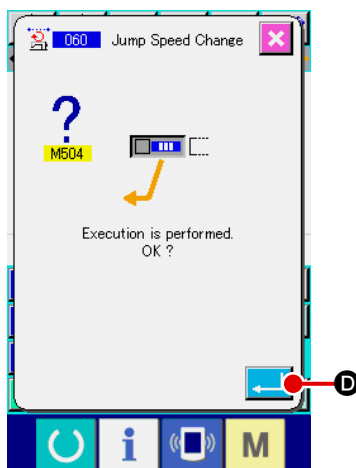 060 Jump Speed Change
?
M504
Execution is performed.
OK ?
D
i
M